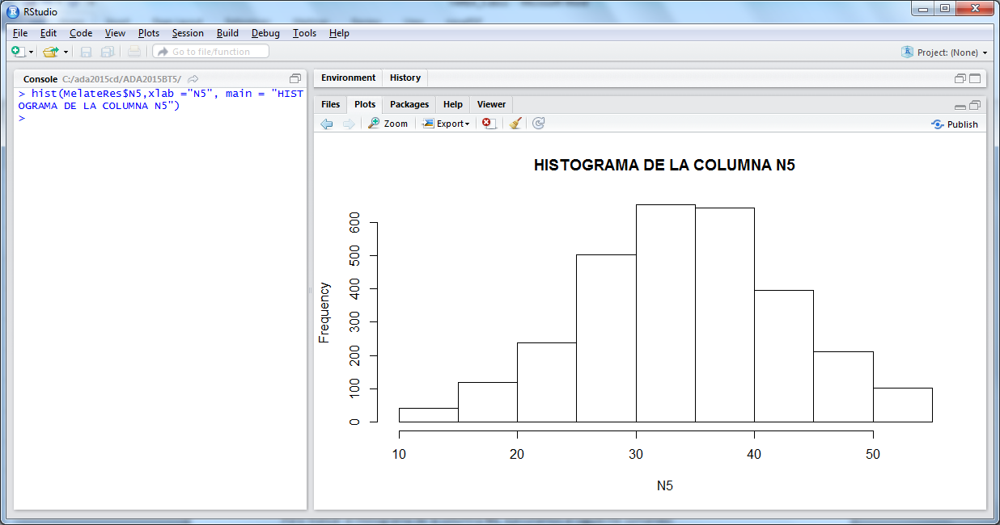 RStudio
File Edit Code View Plots Session Build Debug Tools Help
Go to file/function
Project: (None)
Console C:/ada2015cd/ADA2015BT5/
> hist(MelateRes$N5,xlab ="N5", main = "HIST
OGRAMA DE LA COLUMNA N5")
>
Environment History
Files Plots Packages Help Viewer
Zoom Export Publish
HISTOGRAMA DE LA COLUMNA N5
Frequency
600
500
400
300
200
100
0
10 20 30 40 50
N5